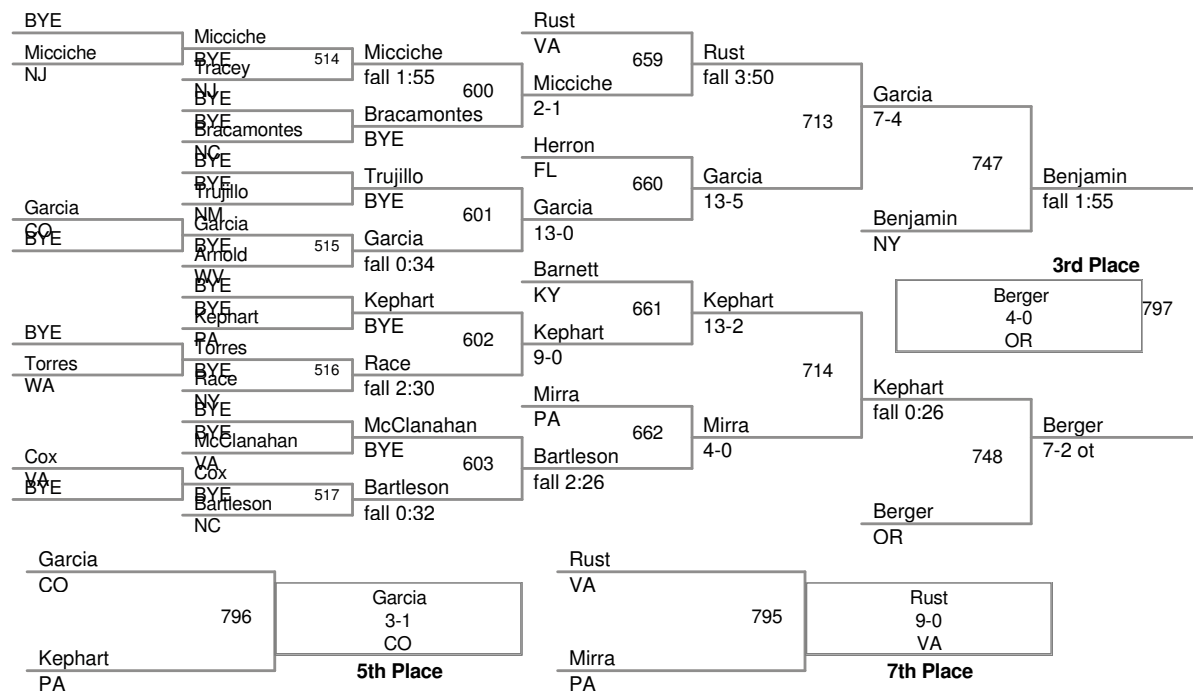 BYE
Micciche
NJ
Garcia
CO
BYE
BYE
Torres
WA
Cox
VA
BYE
Micciche
BYE
514
Tracey
NJ
BYE
BYE
Bracamontes
NC
BYE
BYE
Trujillo
NM
Garcia
BYE
515
Arnold
WV
BYE
BYE
Kephart
PA
Torres
BYE
516
Race
NY
BYE
BYE
McClanahan
VA
Cox
BYE
517
Bartleson
NC
Micciche
fall 1:55
600
Bracamontes
BYE
Trujillo
BYE
601
Garcia
fall 0:34
Kephart
BYE
602
Race
fall 2:30
McClanahan
BYE
603
Bartleson
fall 0:32
Rust
VA
659
Micciche
2-1
Herron
FL
660
Garcia
13-0
Barnett
KY
661
Kephart
9-0
Mirra
PA
662
Bartleson
fall 2:26
Rust
fall 3:50
713
Garcia
13-5
Kephart
13-2
714
Mirra
4-0
Garcia
7-4
747
Benjamin
NY
Kephart
fall 0:26
748
Berger
OR
Benjamin
fall 1:55
3rd Place
Berger
4-0
OR
797
Berger
7-2 ot
Garcia
CO
796
Kephart
PA
Garcia
3-1
CO
5th Place
Rust
VA
795
Mirra
PA
Rust
9-0
VA
7th Place